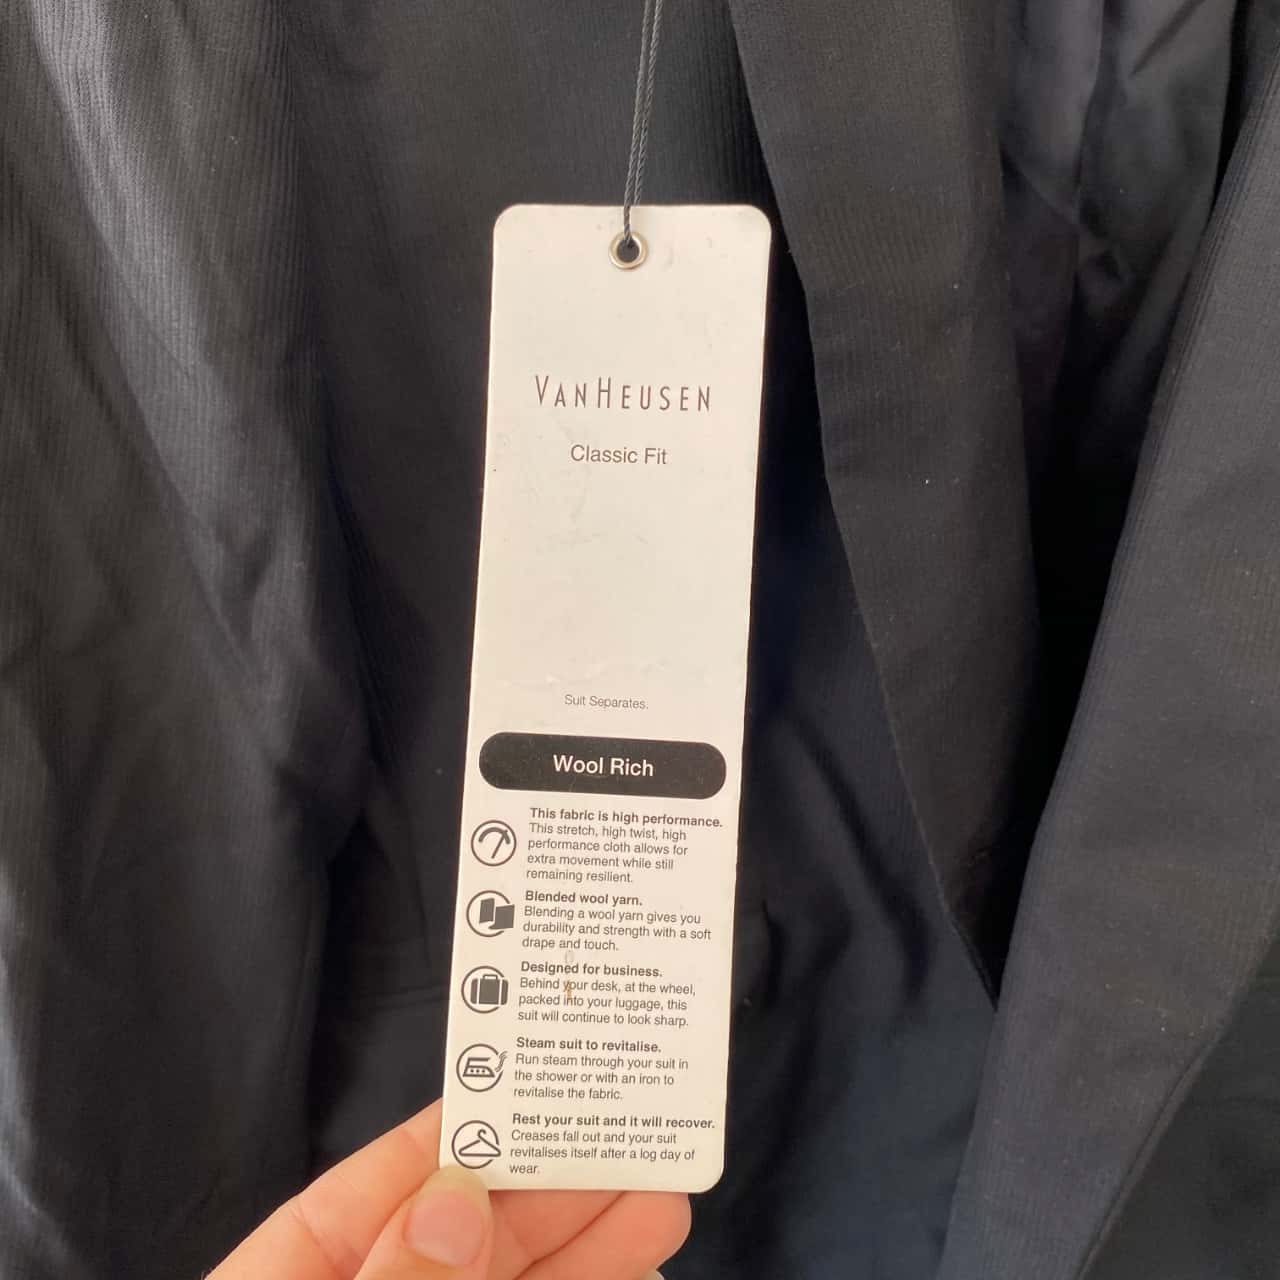 VANHEUSEN
Classic Fit
Suit Separates.
Wool Rich
This fabric is high performance.
This stretch, high twist, high
performance cloth allows for
extra movement while still
remaining resilient.
Blended wool yarn.
Blending a wool yarn gives you
durability and strength with a soft
drape and touch.
Designed for business.
Behind your desk, at the wheel,
packed into your luggage, this
suit will continue to look sharp.
Steam suit to revitalise.
Run steam through your suit in
the shower or with an iron to
revitalise the fabric.
Rest your suit and it will recover.
Creases fall out and your suit
revitalises itself after a log day of
wear.